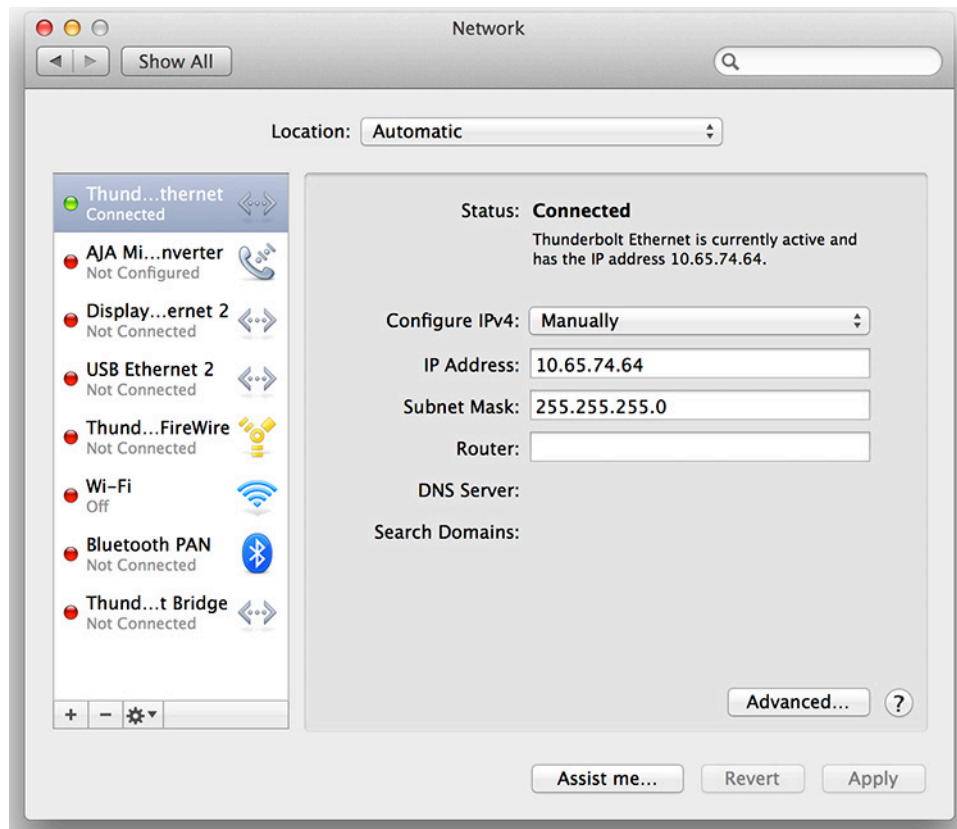 Network
Show All
Location: Automatic
Thund...thernet
Connected
AJA Mi...nverter
Not Configured
Display...ernet 2
Not Connected
USB Ethernet 2
Not Connected
Thund...FireWire
Not Connected
Wi-Fi
Off
Bluetooth PAN
Not Connected
Thund...t Bridge
Not Connected
+ −
Status: Connected
Thunderbolt Ethernet is currently active and
has the IP address 10.65.74.64.
Configure IPv4: Manually
IP Address: 10.65.74.64
Subnet Mask: 255.255.255.0
Router:
DNS Server:
Search Domains:
Advanced... ?
Assist me... Revert Apply